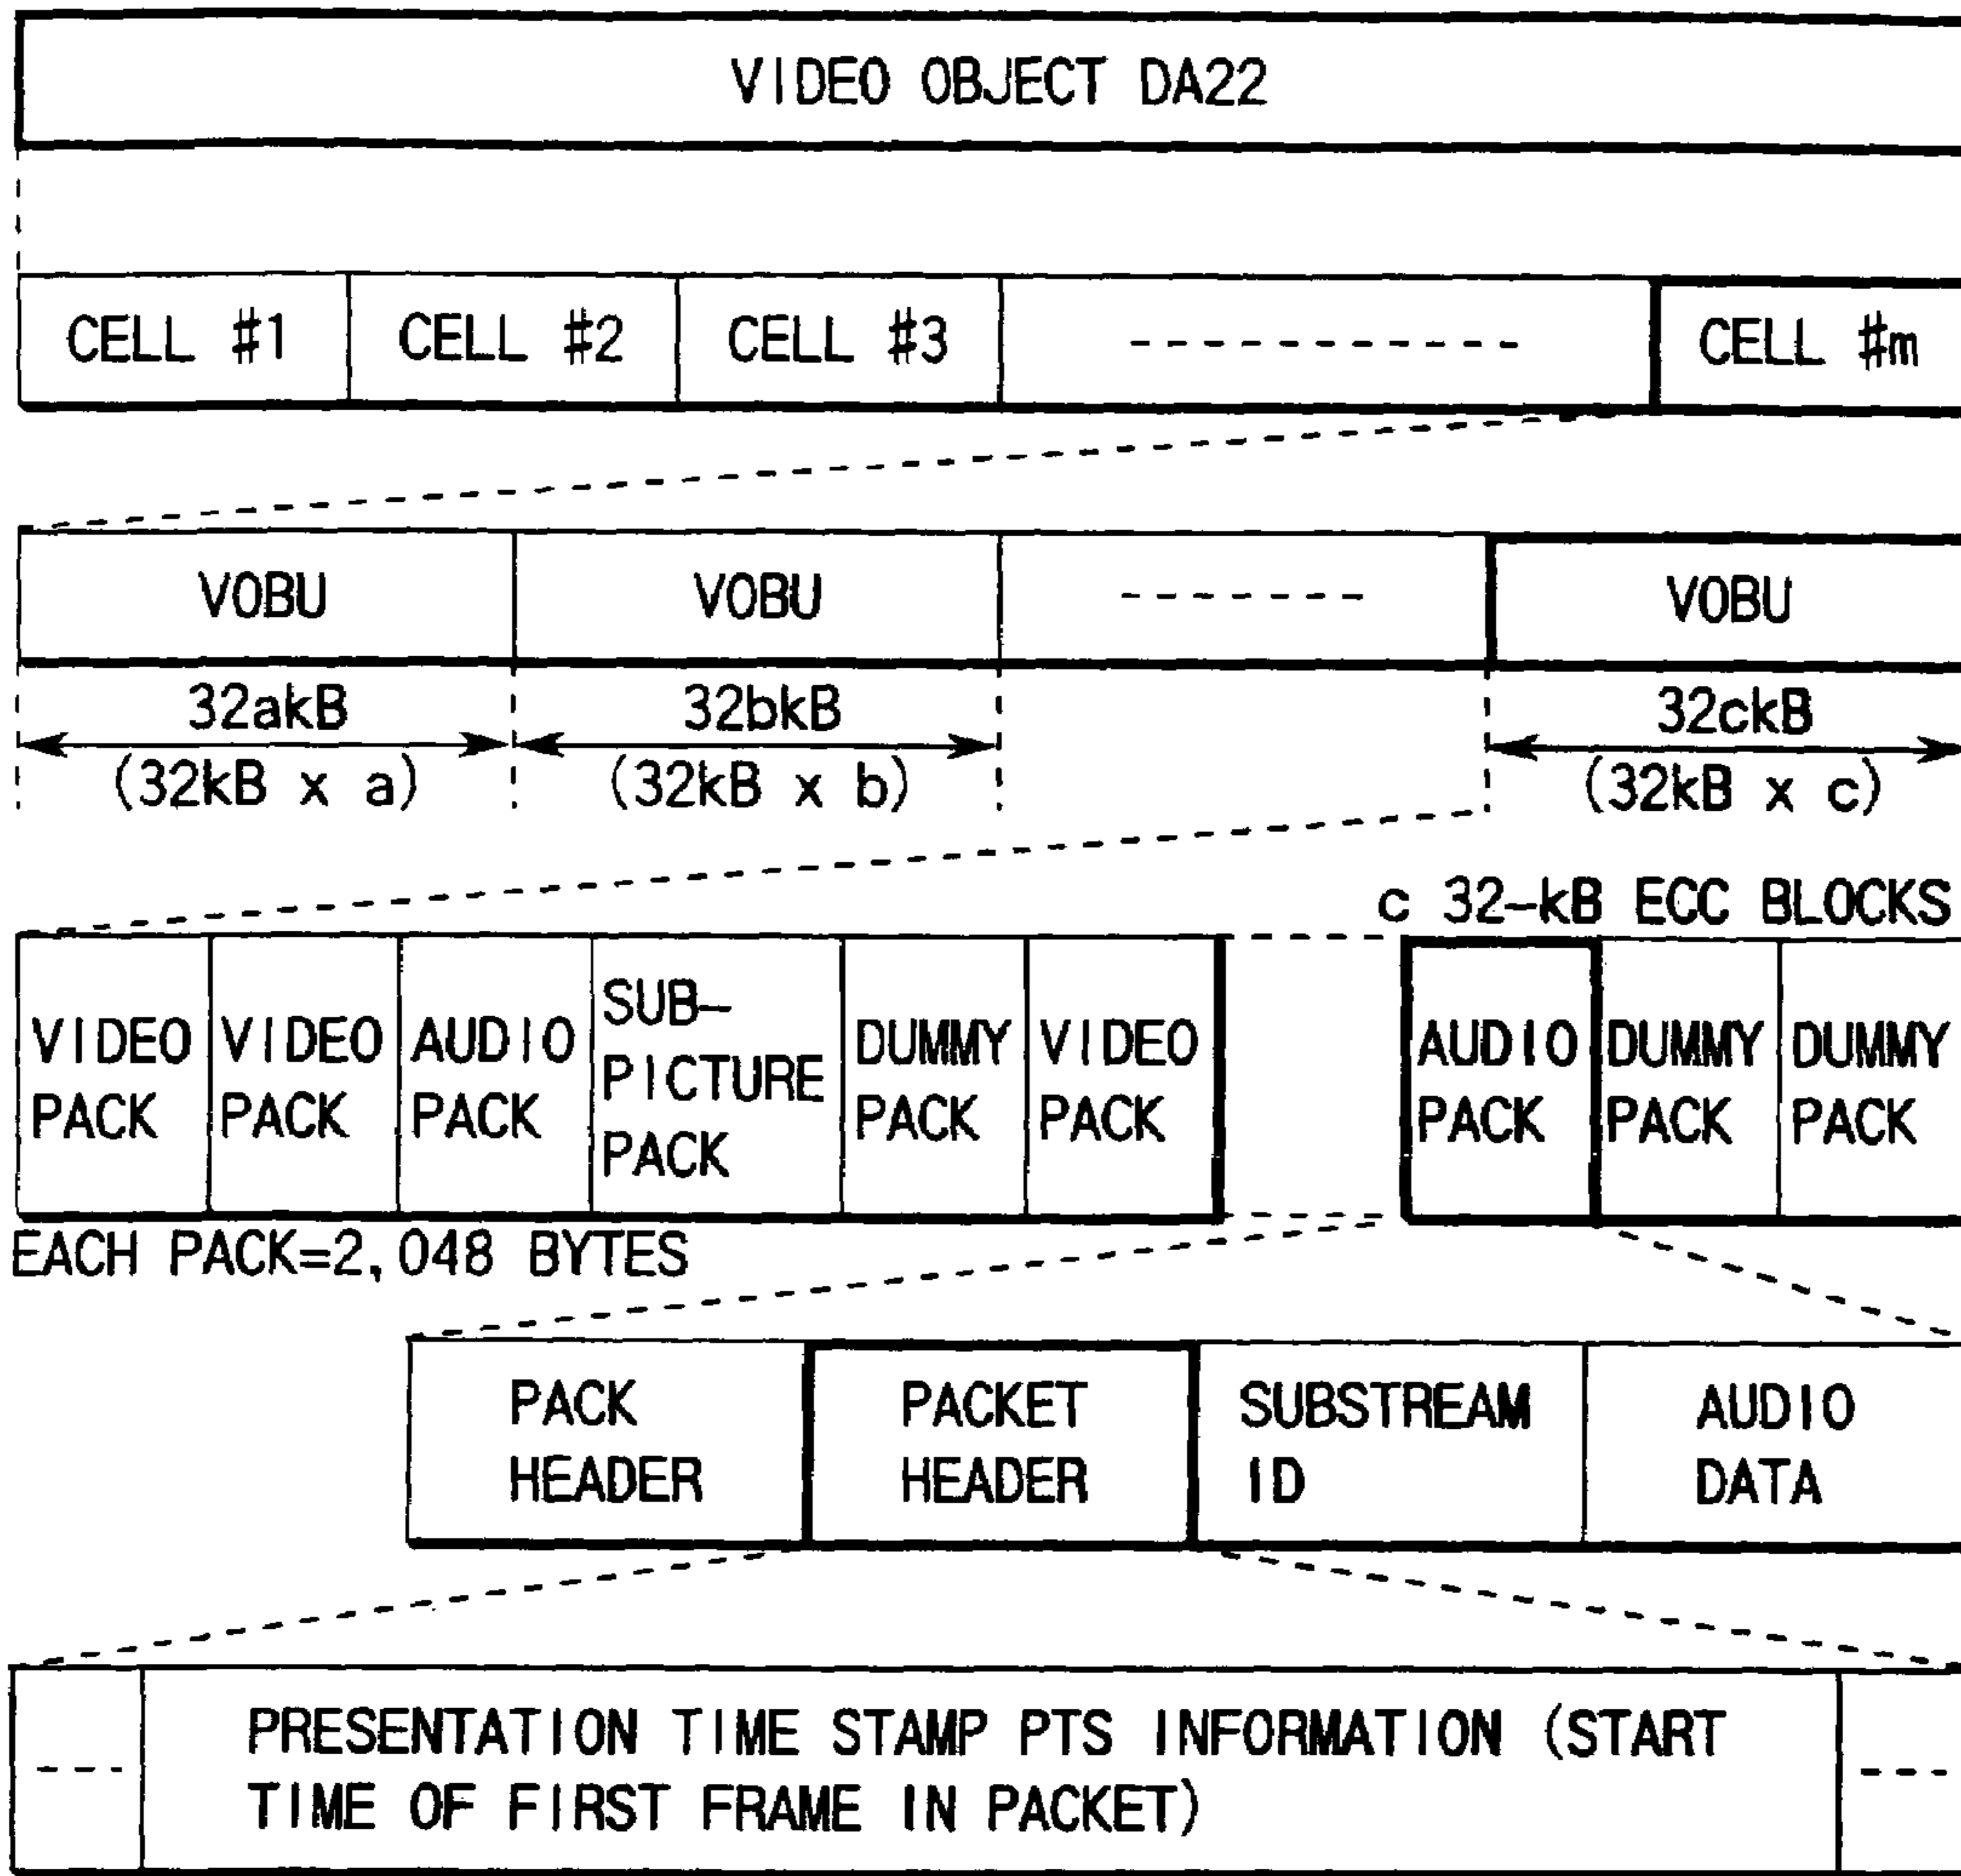 VIDEO OBJECT DA22
CELL #1 CELL #2 CELL #3 ------------ CELL #m
VOBU VOBU ------- VOBU
32akB 32bkB 32ckB
(32kB x a) (32kB x b) (32kB x c)
c 32-kB ECC BLOCKS
VIDEO PACK
VIDEO PACK
AUDIO PACK
SUB-
PICTURE
PACK
DUMMY PACK
VIDEO PACK
AUDIO PACK
DUMMY PACK
DUMMY PACK
EACH PACK=2,048 BYTES
PACK
HEADER
PACKET
HEADER
SUBSTREAM
ID
AUDIO
DATA
--- PRESENTATION TIME STAMP PTS INFORMATION (START
TIME OF FIRST FRAME IN PACKET) ---